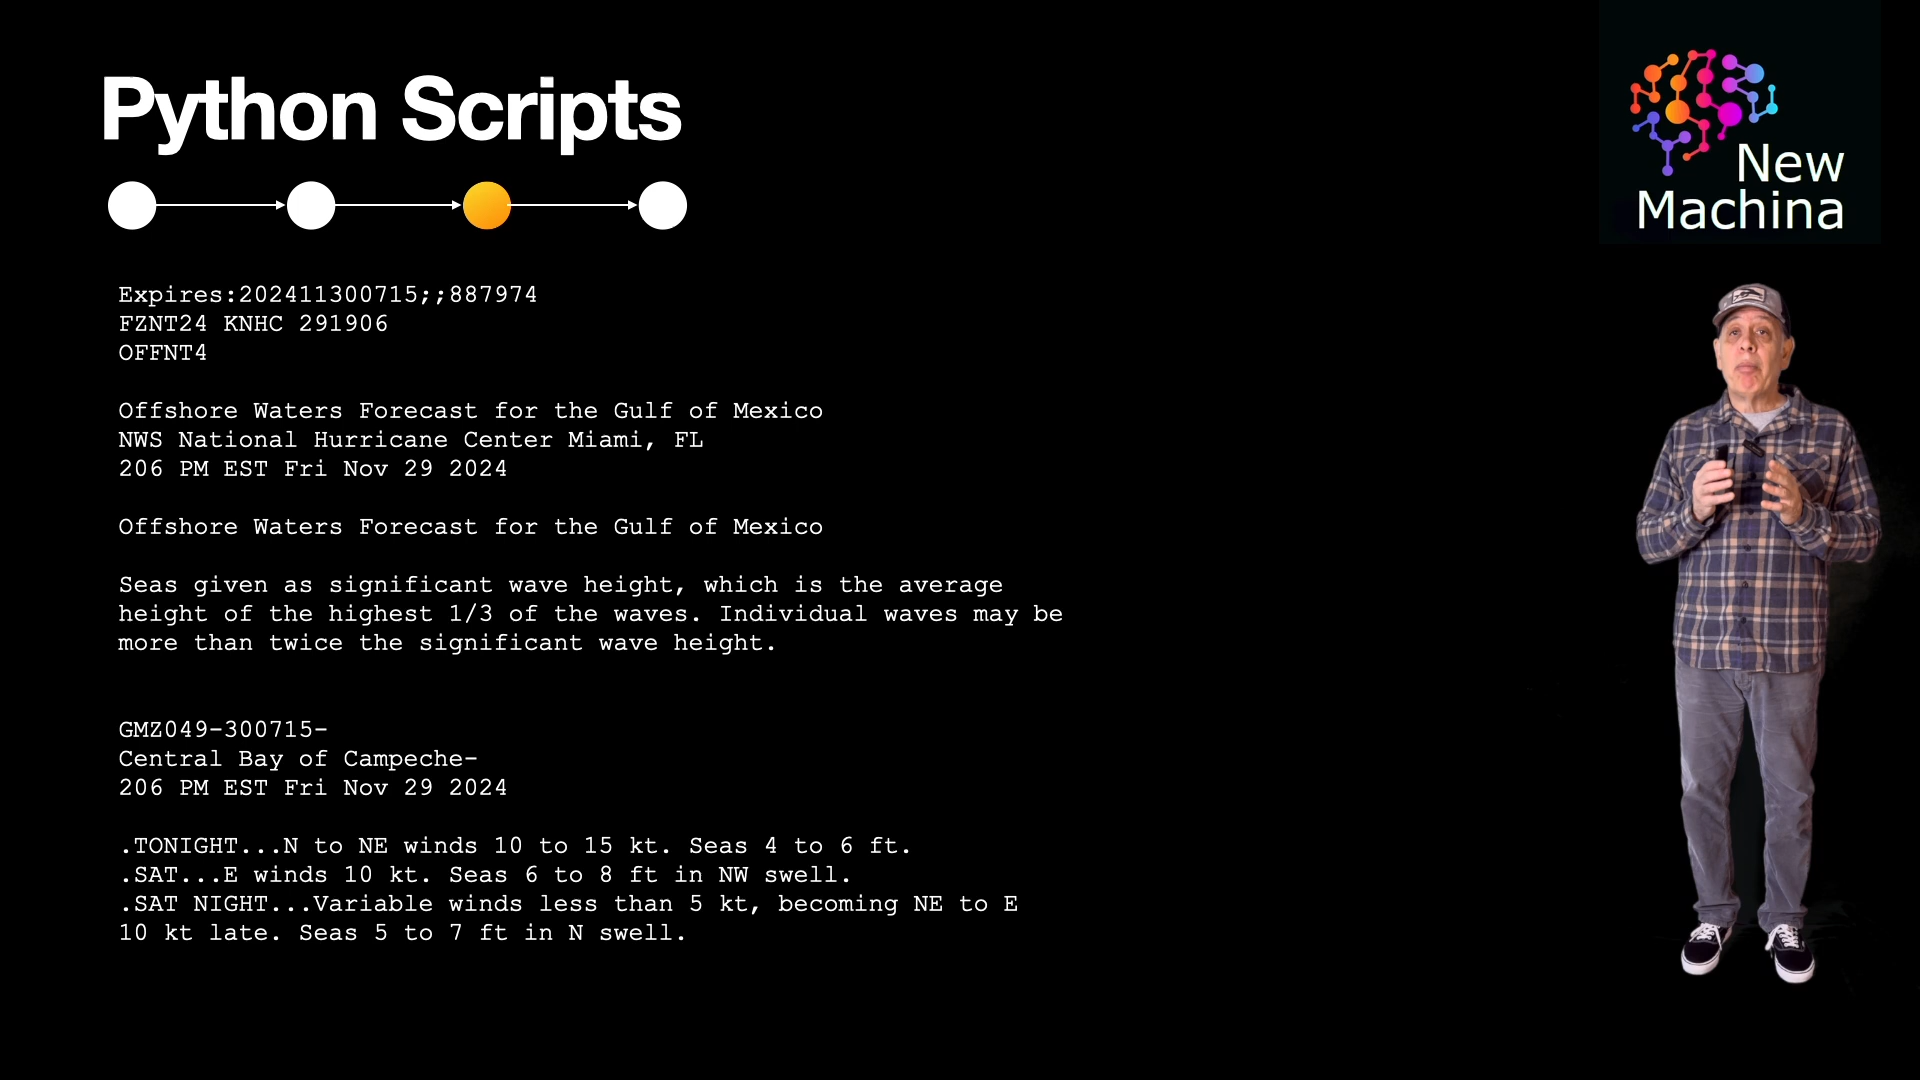 Python Scripts
New
Machina
Expires:202411300715;;887974
FZNT24 KNHC 291906
OFFNT4
Offshore Waters Forecast for the Gulf of Mexico
NWS National Hurricane Center Miami, FL
206 PM EST Fri Nov 29 2024
Offshore Waters Forecast for the Gulf of Mexico
Seas given as significant wave height, which is the average
height of the highest 1/3 of the waves. Individual waves may be
more than twice the significant wave height.
GMZ049-300715-
Central Bay of Campeche-
206 PM EST Fri Nov 29 2024
.TONIGHT...N to NE winds 10 to 15 kt. Seas 4 to 6 ft.
.SAT...E winds 10 kt. Seas 6 to 8 ft in NW swell.
.SAT NIGHT...Variable winds less than 5 kt, becoming NE to E
10 kt late. Seas 5 to 7 ft in N swell.